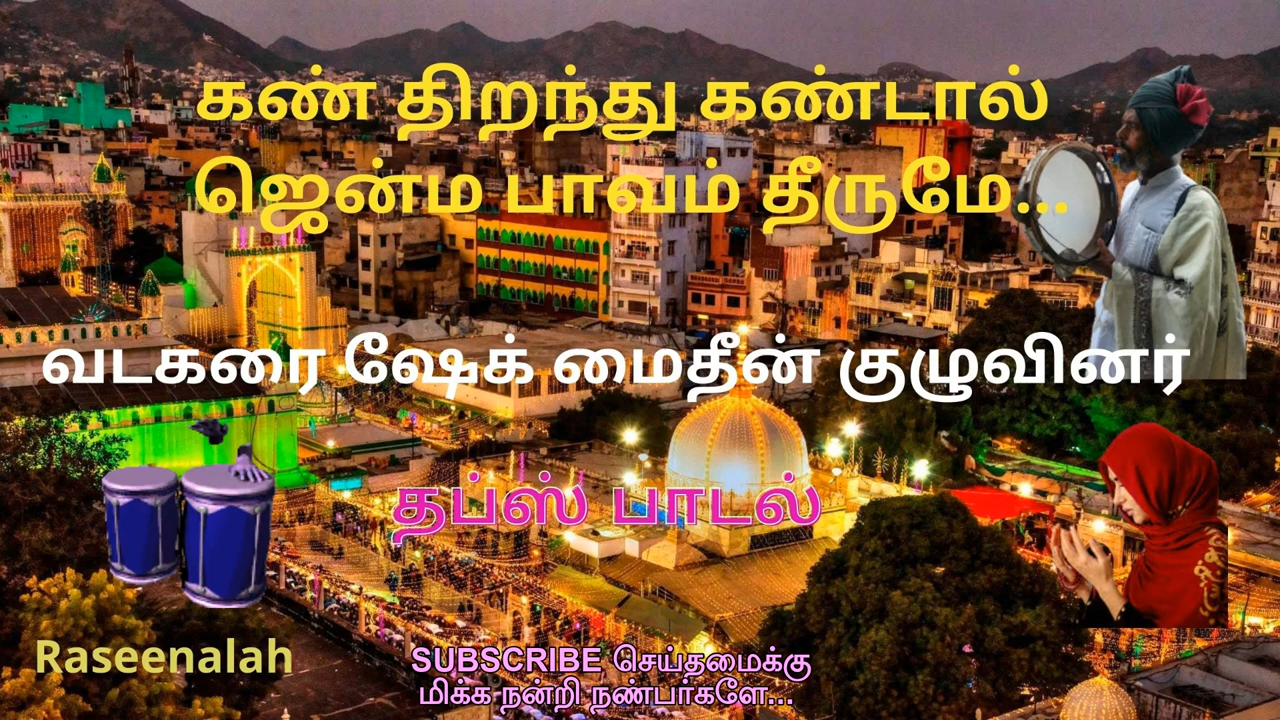 கண் திறந்து கண்டால்
ஜென்ம பாவம் தீருமே...
வடகரை ஷேக் மைதீன் குழுவினர்
தப்ஸ் பாடல்
Raseenalah
SUBSCRIBE செய்தமைக்கு
மிக்க நன்றி நண்பர்களே...